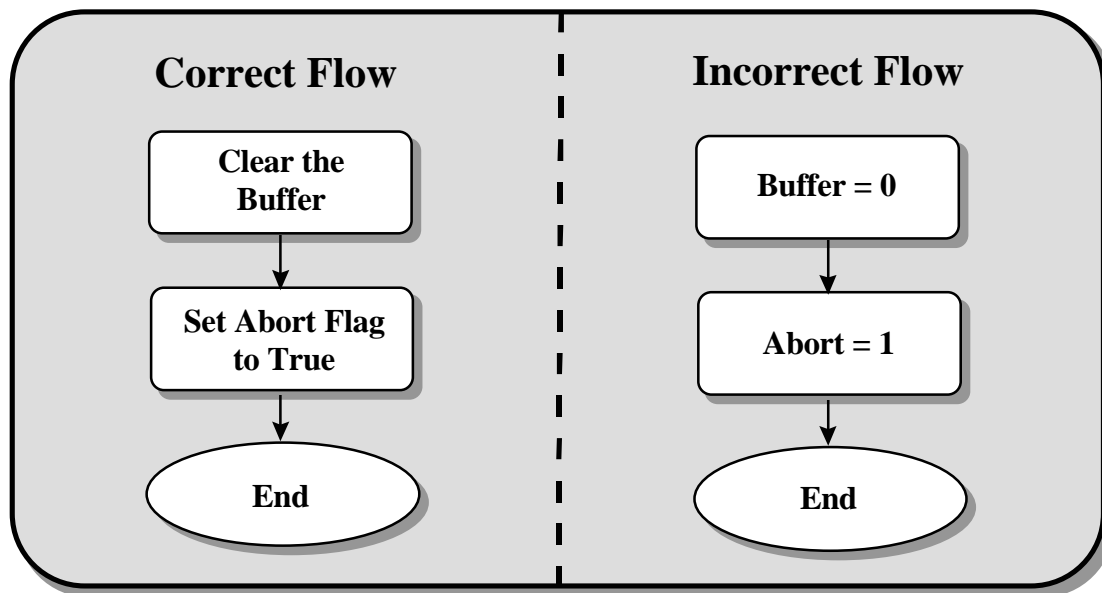 Correct Flow
Clear the
Buffer
Set Abort Flag
to True
End
Incorrect Flow
Buffer = 0
Abort = 1
End